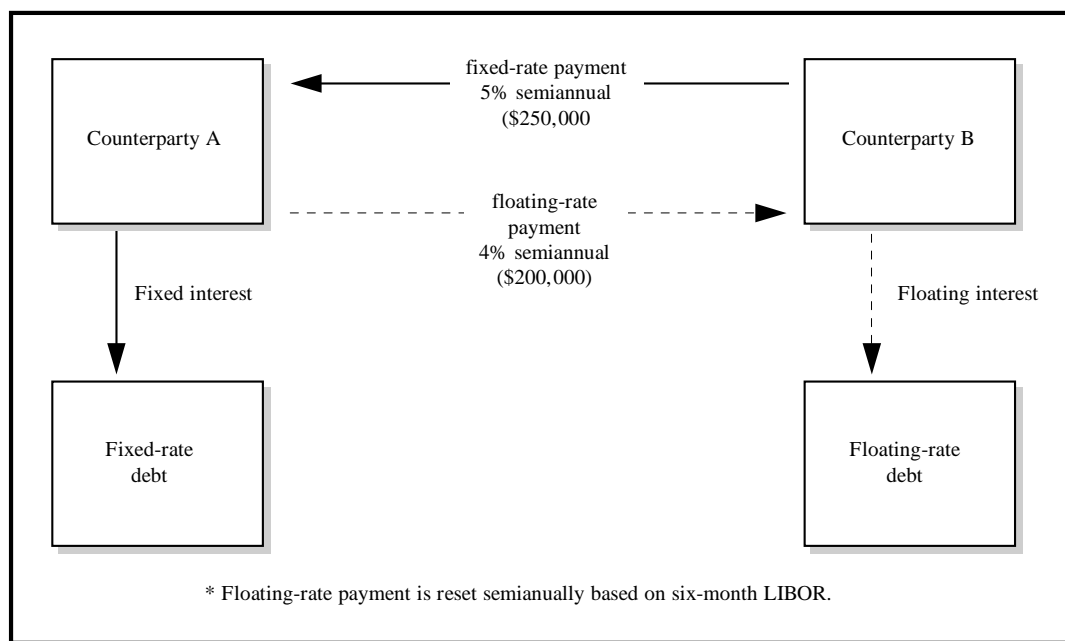 fixed-rate payment
5% semiannual
($250,000
Counterparty A
Counterparty B
floating-rate
payment
4% semiannual
($200,000)
Fixed interest
Floating interest
Fixed-rate
debt
Floating-rate
debt
* Floating-rate payment is reset semianually based on six-month LIBOR.